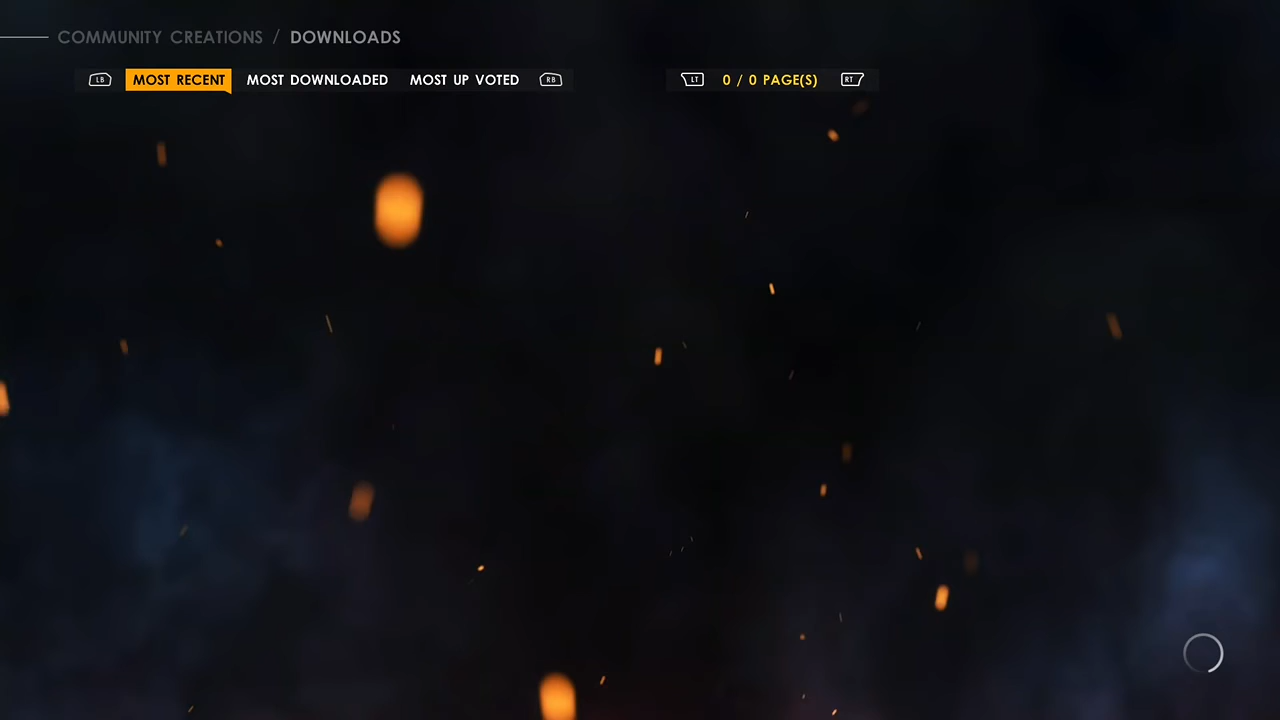 COMMUNITY CREATIONS / DOWNLOADS
LB MOST RECENT MOST DOWNLOADED MOST UP VOTED RB LT 0 / 0 PAGE(S) RT